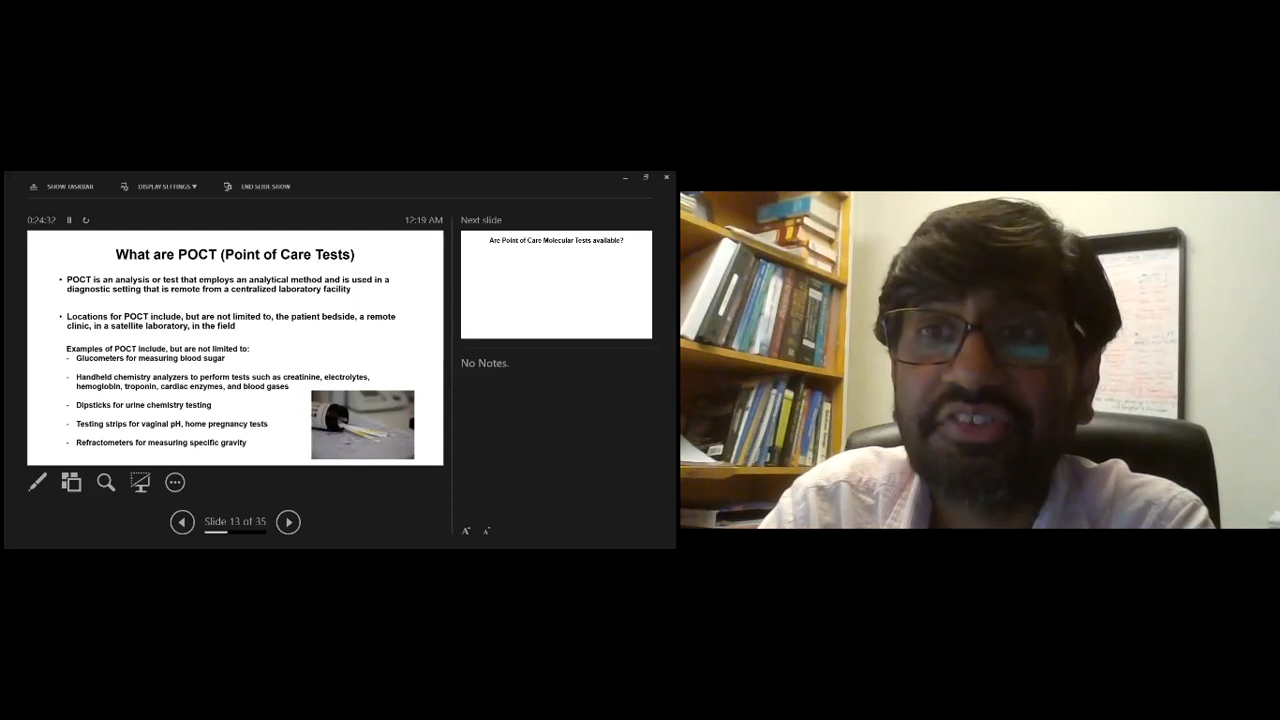 SHOW TASKBAR
DISPLAY SETTINGS ▼
END SLIDE SHOW
0:24:32
12:19 AM
What are POCT (Point of Care Tests)
• POCT is an analysis or test that employs an analytical method and is used in a
diagnostic setting that is remote from a centralized laboratory facility
• Locations for POCT include, but are not limited to, the patient bedside, a remote
clinic, in a satellite laboratory, in the field
Examples of POCT include, but are not limited to:
- Glucometers for measuring blood sugar
- Handheld chemistry analyzers to perform tests such as creatinine, electrolytes,
hemoglobin, troponin, cardiac enzymes, and blood gases
- Dipsticks for urine chemistry testing
- Testing strips for vaginal pH, home pregnancy tests
- Refractometers for measuring specific gravity
Slide 13 of 35
Next slide
Are Point of Care Molecular Tests available?
No Notes.
A A